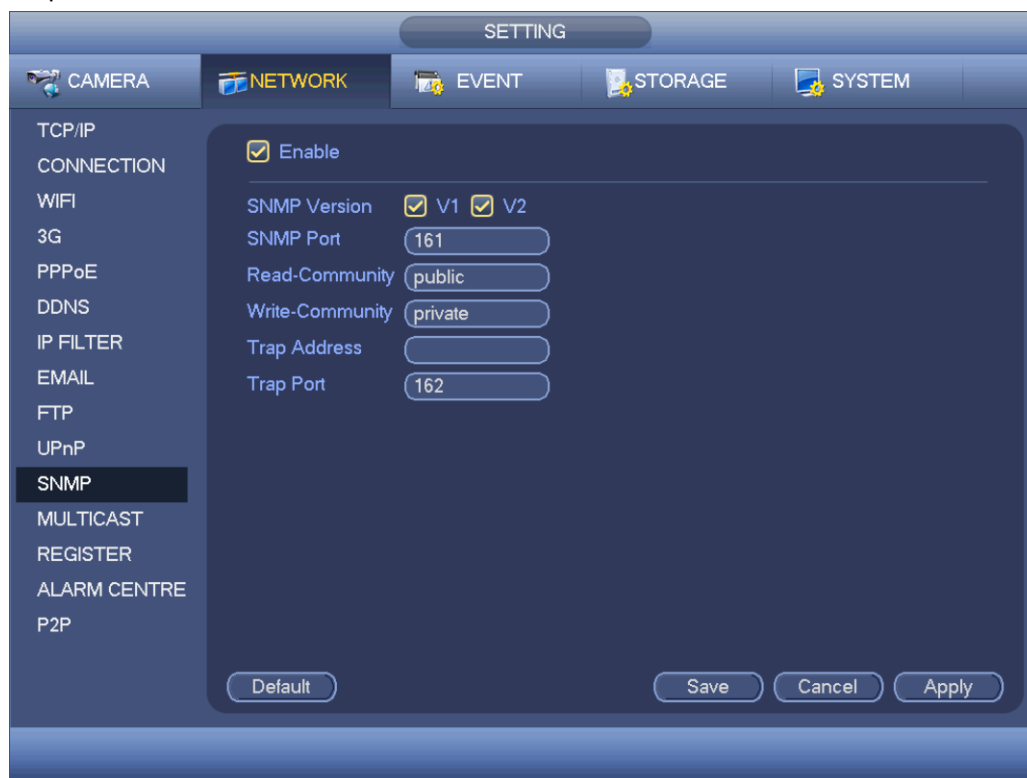 SETTING
CAMERA NETWORK EVENT STORAGE SYSTEM
TCP/IP
CONNECTION
WIFI
3G
PPPoE
DDNS
IP FILTER
EMAIL
FTP
UPnP
SNMP
MULTICAST
REGISTER
ALARM CENTRE
P2P
Enable
SNMP Version V1 V2
SNMP Port 161
Read-Community public
Write-Community private
Trap Address
Trap Port 162
Default Save Cancel Apply